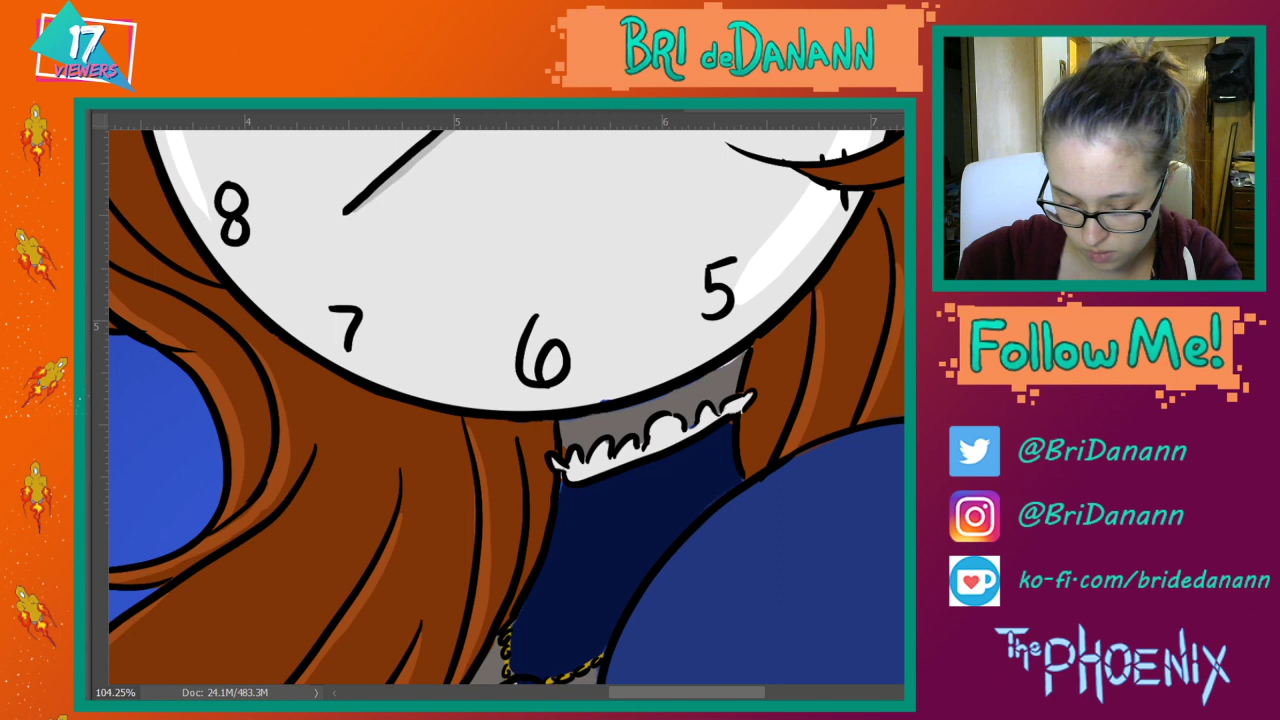 17
VIEWERS
BRI deDANANN
4 5 6 7
5
8
7
6
5
104.25% Doc: 24.1M/483.3M
Follow Me!
@BriDanann
@BriDanann
ko-fi.com/bridedanann
The PHOENIX